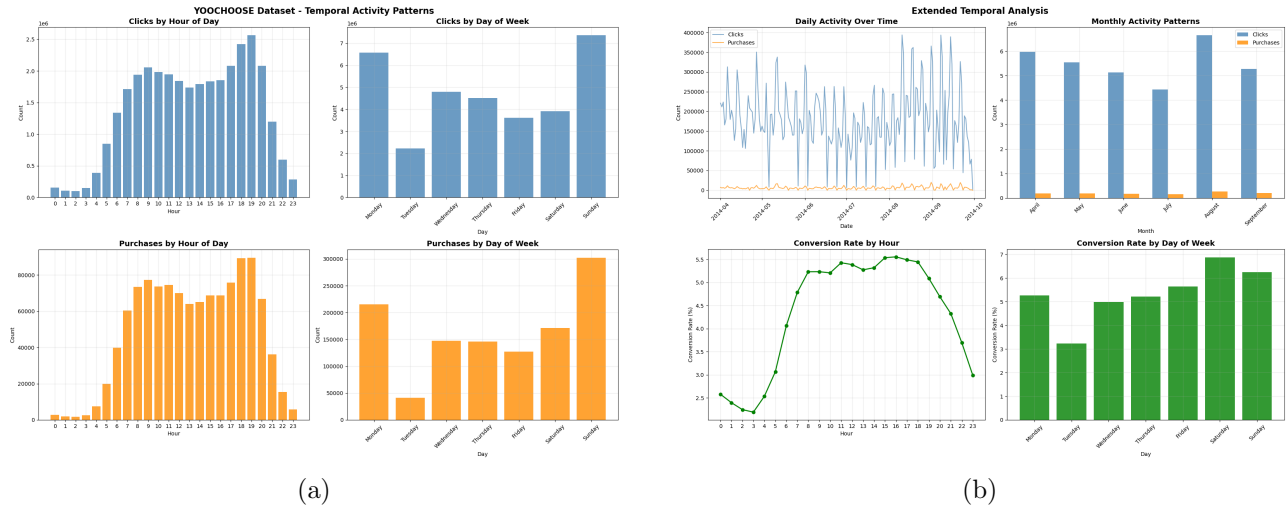 YOOCHOOSE Dataset - Temporal Activity Patterns
Clicks by Hour of Day
1e6
2.5
2.0
1.5
1.0
0.5
0.0
Count
0 1 2 3 4 5 6 7 8 9 10 11 12 13 14 15 16 17 18 19 20 21 22 23
Hour
Clicks by Day of Week
1e6
7
6
5
4
3
2
1
0
Count
Monday Tuesday Wednesday Thursday Friday Saturday Sunday
Day
Purchases by Hour of Day
80000
60000
40000
20000
0
Count
0 1 2 3 4 5 6 7 8 9 10 11 12 13 14 15 16 17 18 19 20 21 22 23
Hour
Purchases by Day of Week
300000
250000
200000
150000
100000
50000
0
Count
Monday Tuesday Wednesday Thursday Friday Saturday Sunday
Day
(a)
Extended Temporal Analysis
Daily Activity Over Time
Clicks
Purchases
400000
350000
300000
250000
200000
150000
100000
50000
0
Count
2014-04 2014-05 2014-06 2014-07 2014-08 2014-09 2014-10
Date
Monthly Activity Patterns
1e6
Clicks
Purchases
6
5
4
3
2
1
0
Count
April May June July August September
Month
Conversion Rate by Hour
5.5
5.0
4.5
4.0
3.5
3.0
2.5
Conversion Rate (%)
0 1 2 3 4 5 6 7 8 9 10 11 12 13 14 15 16 17 18 19 20 21 22 23
Hour
Conversion Rate by Day of Week
7
6
5
4
3
2
1
0
Conversion Rate (%)
Monday Tuesday Wednesday Thursday Friday Saturday Sunday
Day
(b)